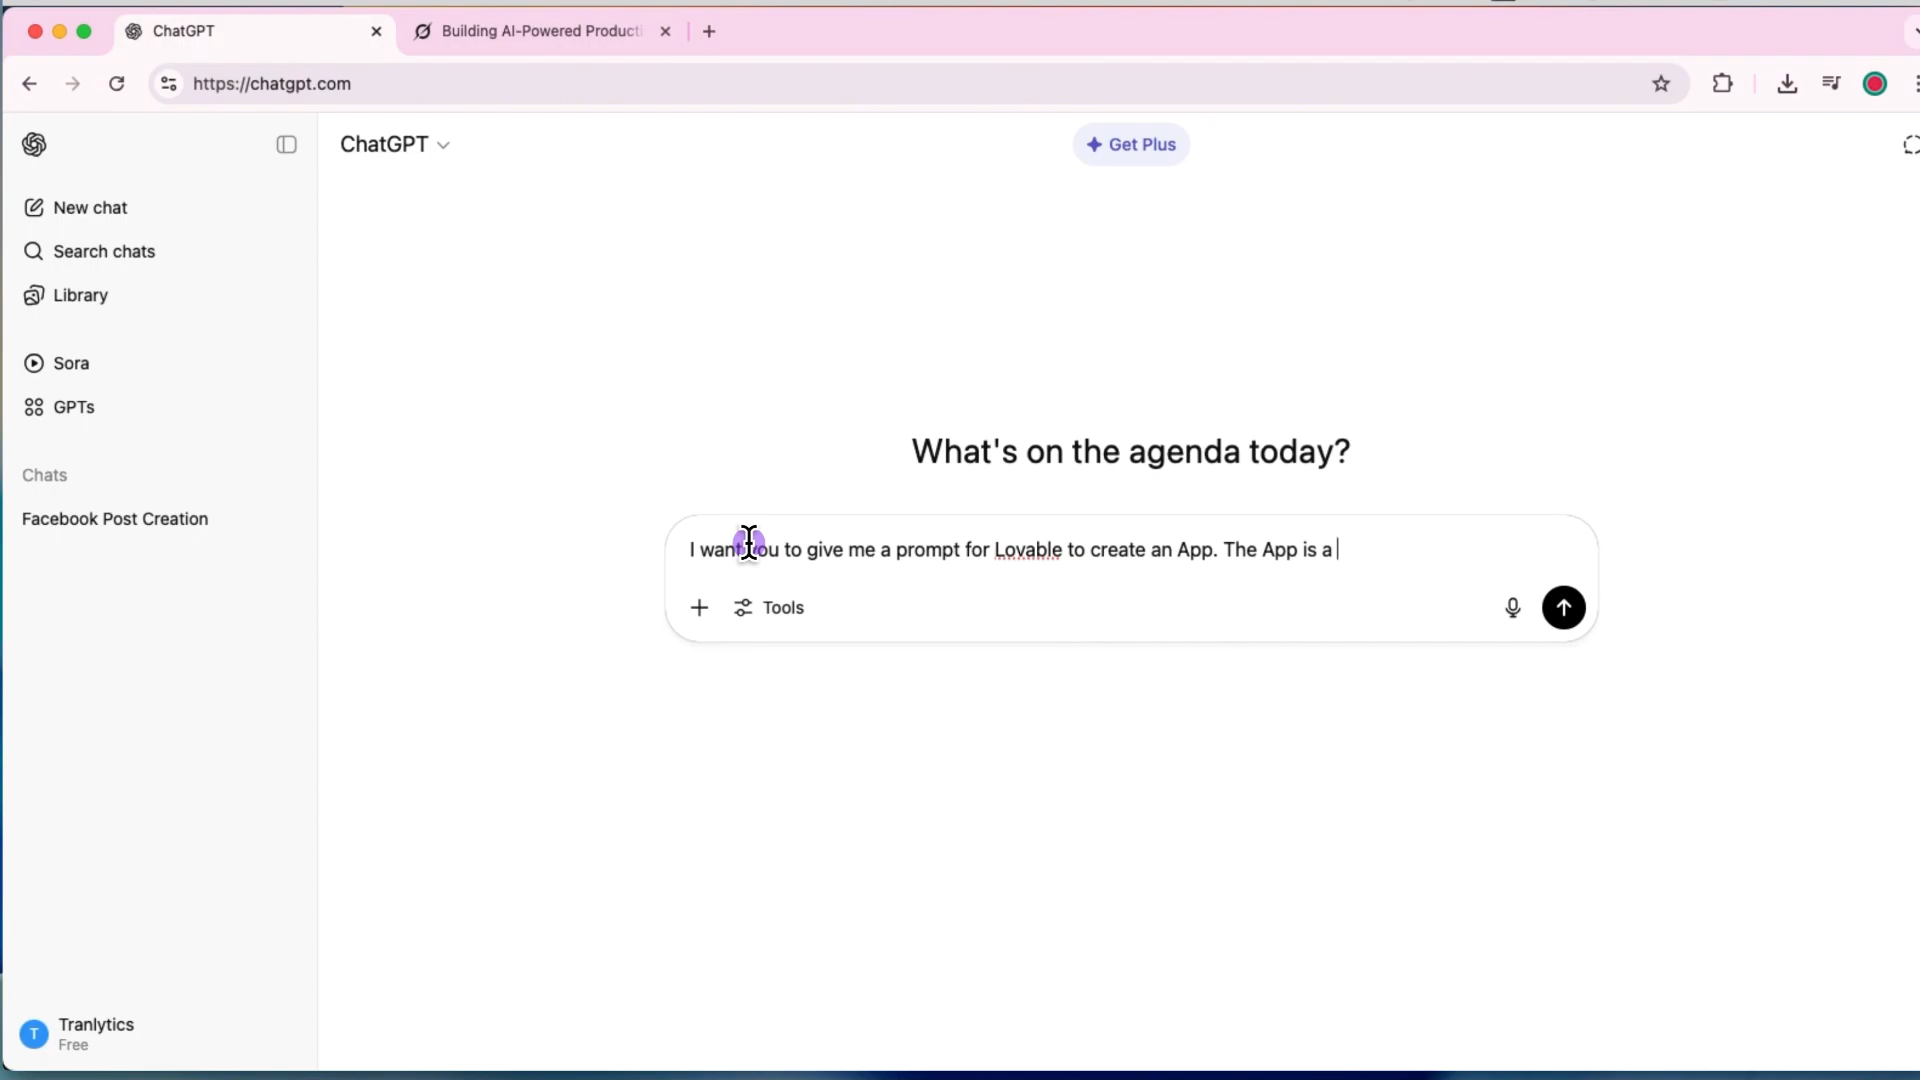 ChatGPT
Building AI-Powered Producti
https://chatgpt.com
ChatGPT
Get Plus
New chat
Search chats
Library
Sora
GPTs
Chats
Facebook Post Creation
What's on the agenda today?
I want you to give me a prompt for Lovable to create an App. The App is a
Tools
T
Tranlytics
Free